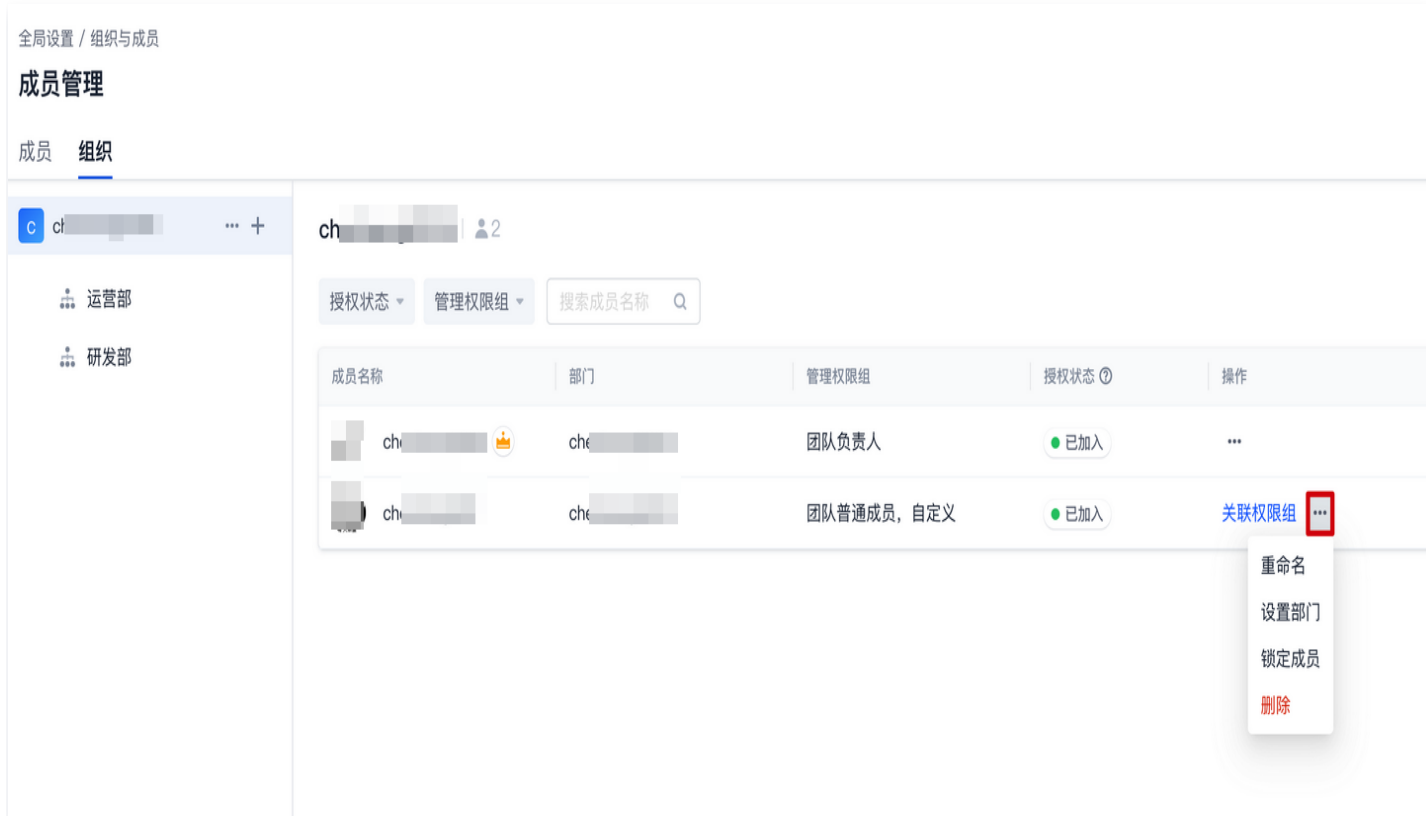 全局设置 / 组织与成员
成员管理
成员 组织
C ch ··· +
运营部
研发部
ch 2
授权状态 管理权限组 搜索成员名称
成员名称 部门 管理权限组 授权状态 操作
che che 团队负责人 已加入 ···
che che 团队普通成员，自定义 已加入 关联权限组 ···
重命名
设置部门
锁定成员
删除